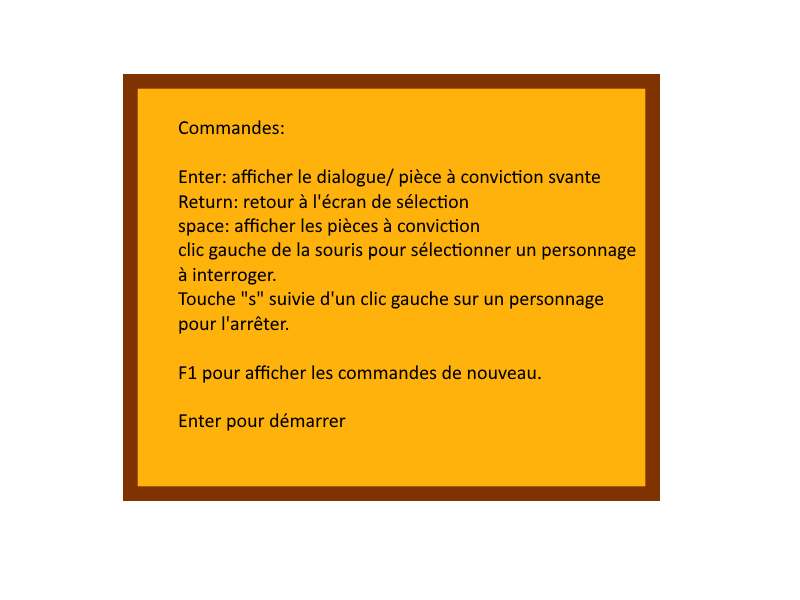 Commandes:
Enter: afficher le dialogue/ pièce à conviction svante
Return: retour à l'écran de sélection
space: afficher les pièces à conviction
clic gauche de la souris pour sélectionner un personnage
à interroger.
Touche "s" suivie d'un clic gauche sur un personnage
pour l'arrêter.
F1 pour afficher les commandes de nouveau.
Enter pour démarrer